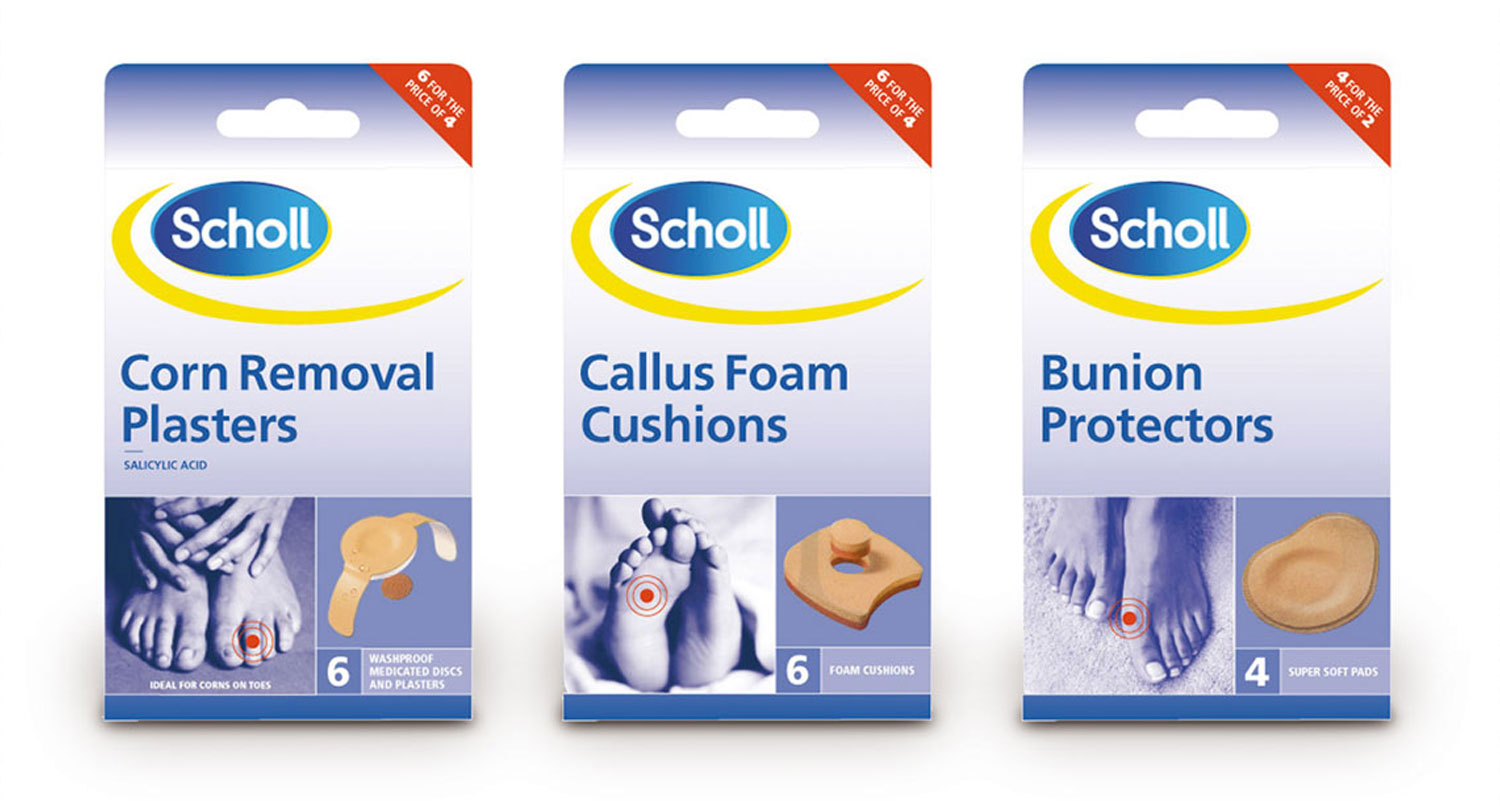 6 FOR THE
PRICE OF 4
Scholl
Corn Removal
Plasters
SALICYLIC ACID
IDEAL FOR CORNS ON TOES
6
WASHPROOF
MEDICATED DISCS
AND PLASTERS
6 FOR THE
PRICE OF 4
Scholl
Callus Foam
Cushions
6
FOAM CUSHIONS
4 FOR THE
PRICE OF 2
Scholl
Bunion
Protectors
4
SUPER SOFT PADS